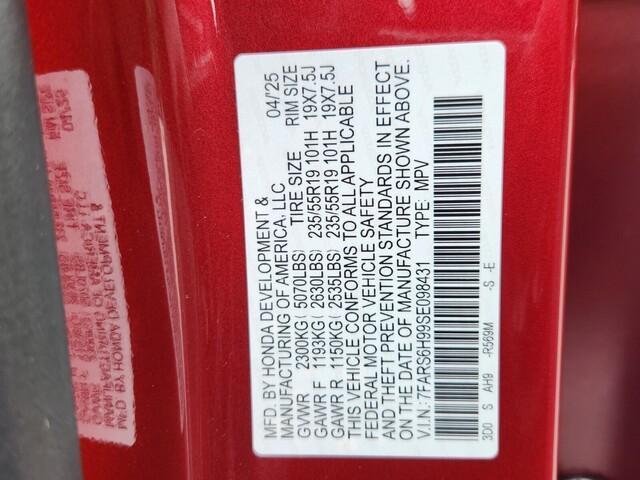 MFD. BY HONDA DEVELOPMENT & 04/'25
MANUFACTURING OF AMERICA, LLC TIRE SIZE RIM SIZE
GVWR 2300KG( 5070LBS)
GAWR F 1193KG( 2630LBS) 235/55R19 101H 19X7.5J
GAWR R 1150KG( 2535LBS) 235/55R19 101H 19X7.5J
THIS VEHICLE CONFORMS TO ALL APPLICABLE
FEDERAL MOTOR VEHICLE SAFETY
AND THEFT PREVENTION STANDARDS IN EFFECT
ON THE DATE OF MANUFACTURE SHOWN ABOVE.
V.I.N: 7FARS6H99SE098431 TYPE: MPV
3D0 S AH9 -R569M -S -E